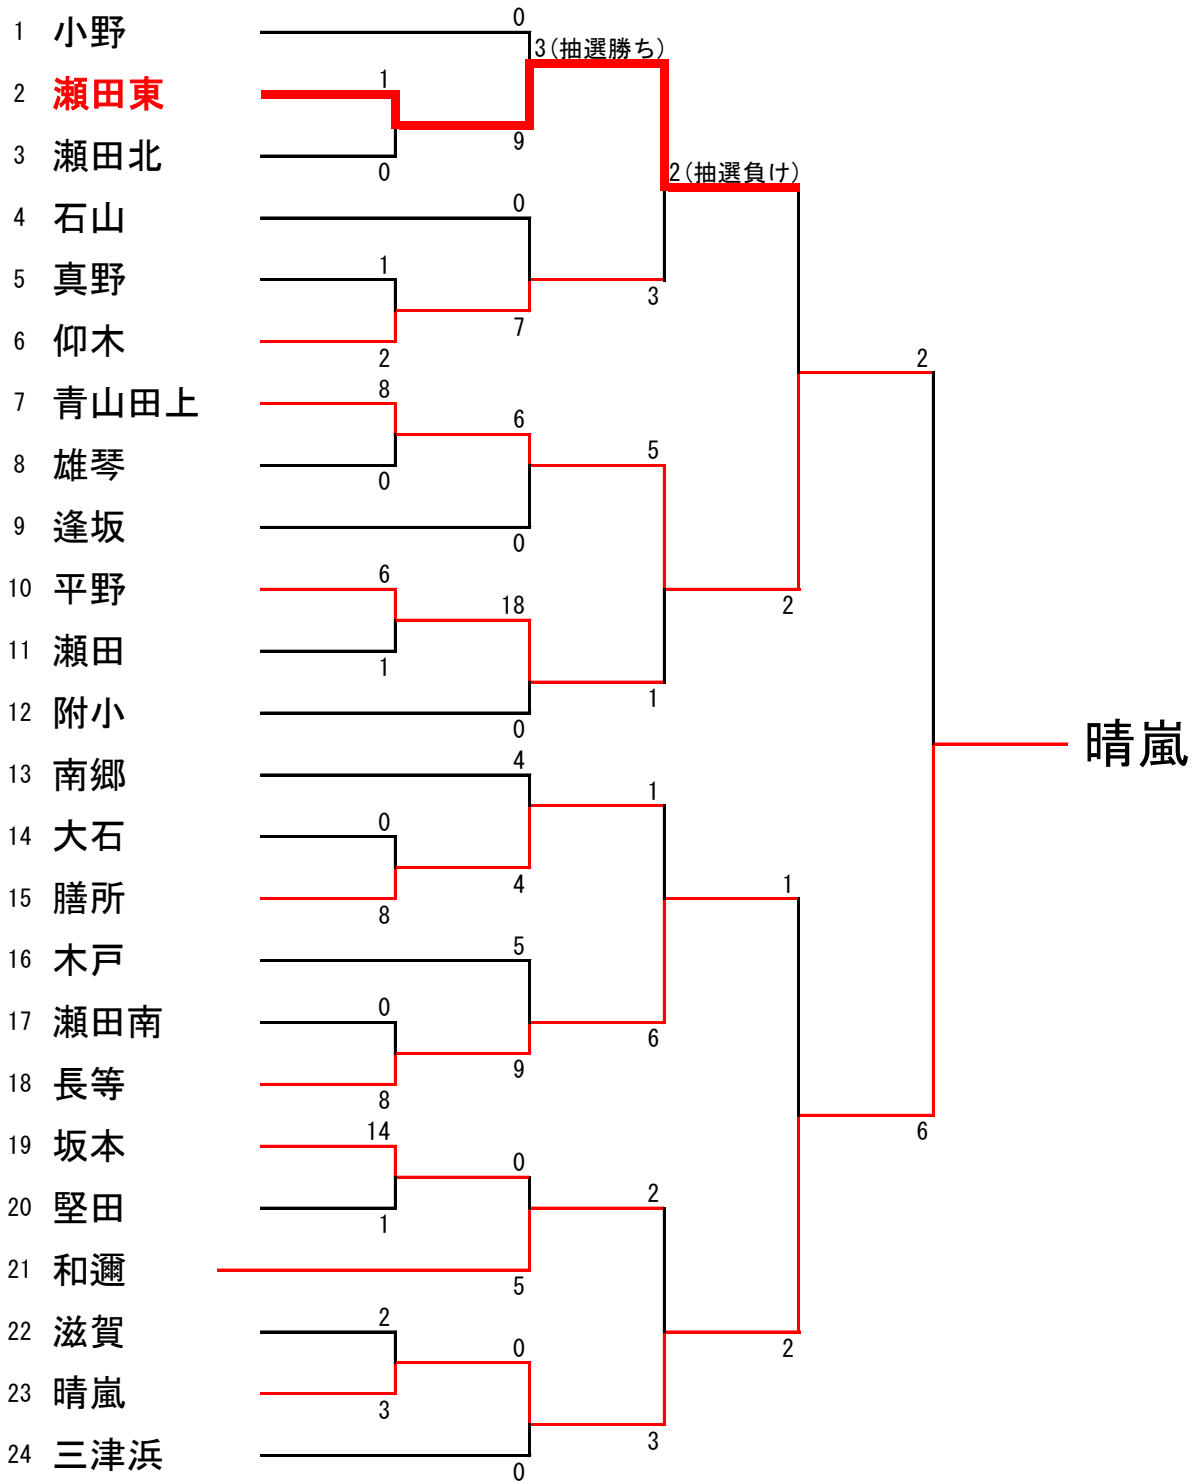 0
1 小野
3(抽選勝ち)
1
2 瀬田東
9
3 瀬田北
0
2(抽選負け)
0
4 石山
1
5 真野
3
7
6 仰木
2
2
8
7 青山田上
6
5
8 雄琴
0
9 逢坂
0
6
10 平野
18
2
11 瀬田
1
1
12 附小
0
晴嵐
4
13 南郷
1
0
14 大石
4
1
15 膳所
8
5
16 木戸
0
17 瀬田南
6
9
18 長等
8
14
6
19 坂本
0
2
20 堅田
1
21 和邇
5
2
22 滋賀
0
2
23 晴嵐
3
3
24 三津浜
0